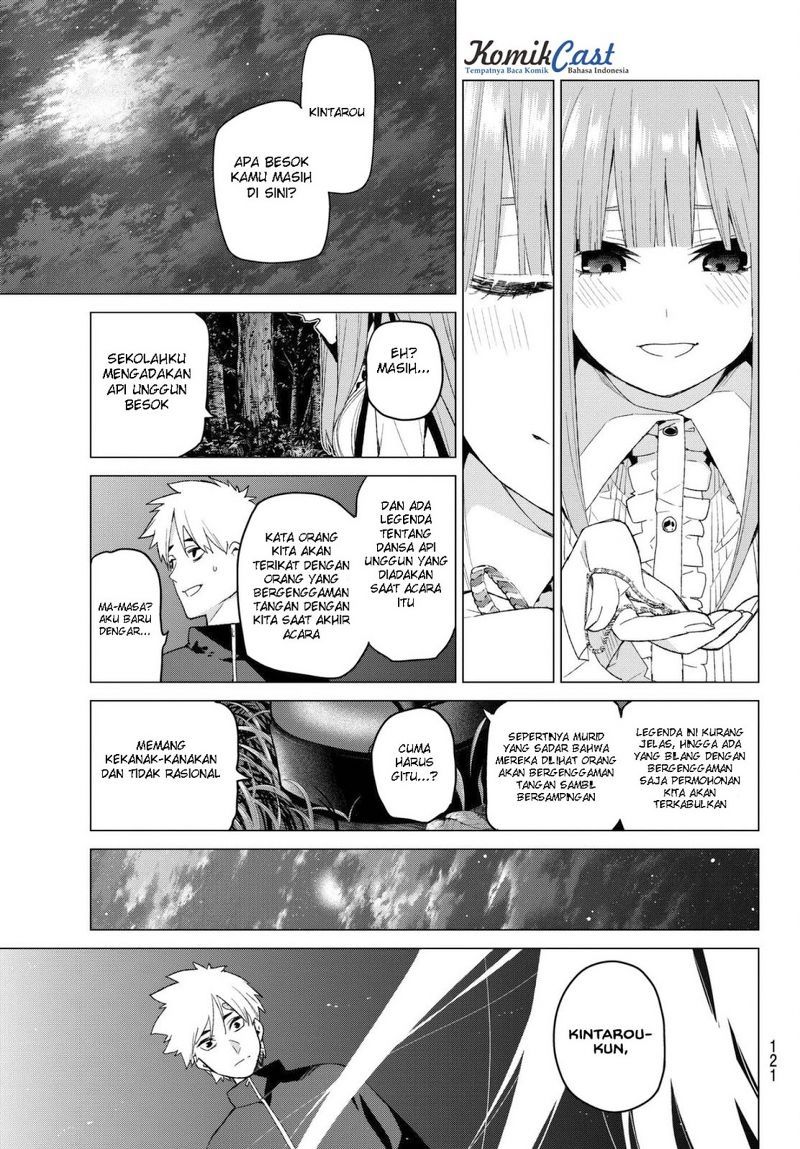 KomikCast
Tempatnya Baca Komik Bahasa Indonesia
KINTAROU
APA BESOK
KAMU MASIH
DI SINI?
EH?
MASIH...
SEKOLAHKU
MENGADAKAN
API UNGGUN
BESOK
DAN ADA
LEGENDA
TENTANG
DANSA API
UNGGUN YANG
DIADAKAN
SAAT ACARA
ITU
KATA ORANG
KITA AKAN
TERIKAT DENGAN
ORANG YANG
BERGENGGAMAN
TANGAN DENGAN
KITA SAAT AKHIR
ACARA
MA-MASA?
AKU BARU
DENGAR...
LEGENDA INI KURANG
JELAS, HINGGA ADA
YANG BILANG DENGAN
BERGENGGAMAN
SAJA PERMOHONAN
KITA AKAN
TERKABULKAN
SEPERTINYA MURID
YANG SADAR BAHWA
MEREKA DILIHAT ORANG
AKAN BERGENGGAMAN
TANGAN SAMBIL
BERSAMPINGAN
CUMA
HARUS
GITU...?
MEMANG
KEKANAK-KANAKAN
DAN TIDAK RASIONAL
KINTAROU-
KUN,
121